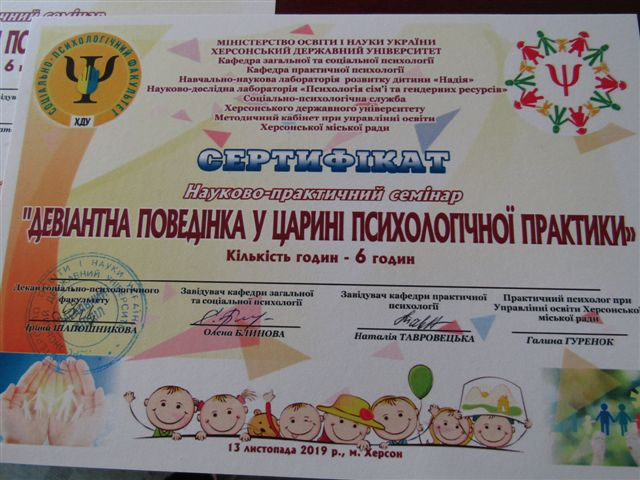 МІНІСТЕРСТВО ОСВІТИ І НАУКИ УКРАЇНИ
ХЕРСОНСЬКИЙ ДЕРЖАВНИЙ УНІВЕРСИТЕТ
Кафедра загальної та соціальної психології
Кафедра практичної психології
Навчально-наукова лабораторія розвитку дитини «Надія»
Науково-дослідна лабораторія «Психологія сім'ї та гендерних ресурсів»
Соціально-психологічна служба
Херсонського державного університету
Методичний кабінет при управлінні освіти
Херсонської міської ради
СОЦІАЛЬНО-ПСИХОЛОГІЧНИЙ ФАКУЛЬТЕТ
ХДУ
СЕРТИФІКАТ
Науково-практичний семінар
"ДЕВІАНТНА ПОВЕДІНКА У ЦАРИНІ ПСИХОЛОГІЧНОЇ ПРАКТИКИ»
Кількість годин - 6 годин
Декан соціально-психологічного
факультету
Ірина ШАПОШНИКОВА
Завідувач кафедри загальної
та соціальної психології
Олена БЛИНОВА
Завідувач кафедри практичної
психології
Наталія ТАВРОВЕЦЬКА
Практичний психолог при
Управлінні освіти Херсонської
міської ради
Галина ГУРЕНОК
13 листопада 2019 р., м. Херсон